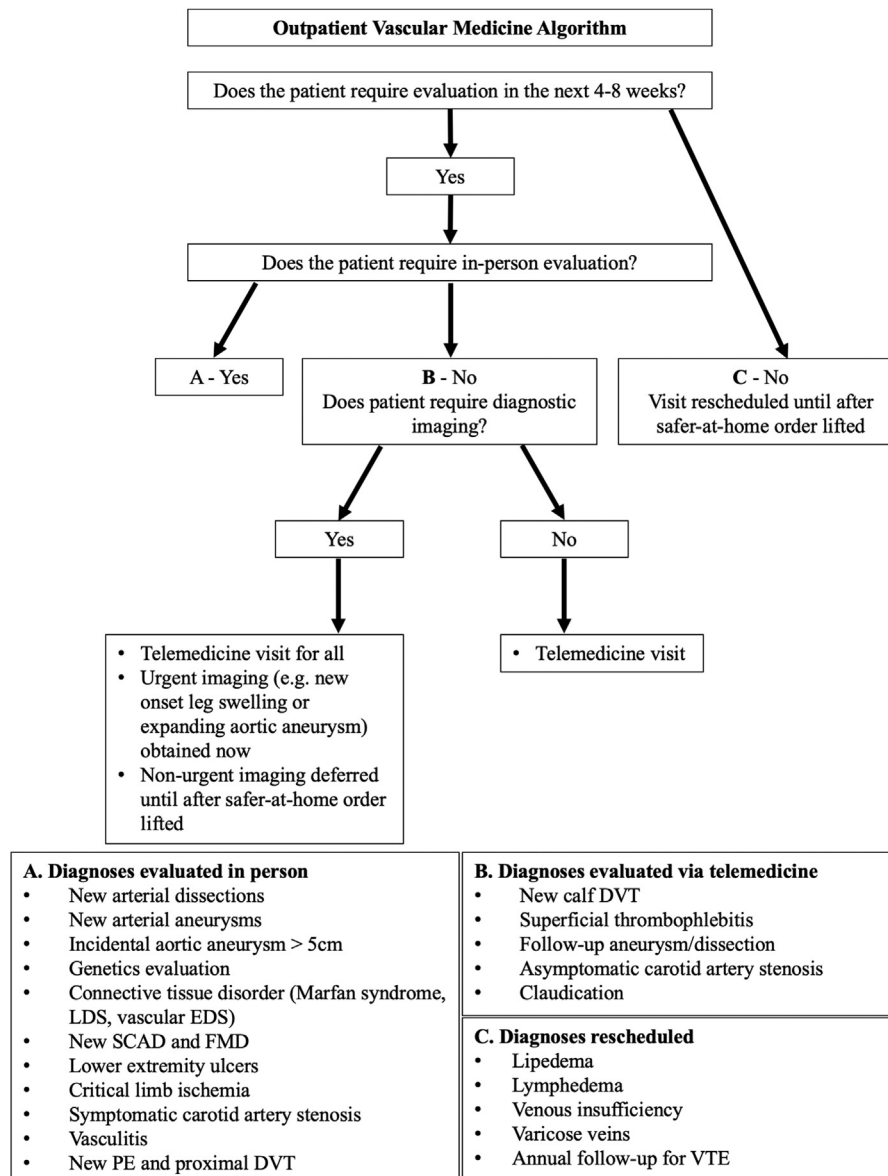 Outpatient Vascular Medicine Algorithm
Does the patient require evaluation in the next 4-8 weeks?
Yes
Does the patient require in-person evaluation?
A - Yes
B - No
Does patient require diagnostic
imaging?
C - No
Visit rescheduled until after
safer-at-home order lifted
Yes
No
• Telemedicine visit for all
• Urgent imaging (e.g. new
onset leg swelling or
expanding aortic aneurysm)
obtained now
• Non-urgent imaging deferred
until after safer-at-home order
lifted
• Telemedicine visit
A. Diagnoses evaluated in person
• New arterial dissections
• New arterial aneurysms
• Incidental aortic aneurysm > 5cm
• Genetics evaluation
• Connective tissue disorder (Marfan syndrome,
LDS, vascular EDS)
• New SCAD and FMD
• Lower extremity ulcers
• Critical limb ischemia
• Symptomatic carotid artery stenosis
• Vasculitis
• New PE and proximal DVT
B. Diagnoses evaluated via telemedicine
• New calf DVT
• Superficial thrombophlebitis
• Follow-up aneurysm/dissection
• Asymptomatic carotid artery stenosis
• Claudication
C. Diagnoses rescheduled
• Lipedema
• Lymphedema
• Venous insufficiency
• Varicose veins
• Annual follow-up for VTE